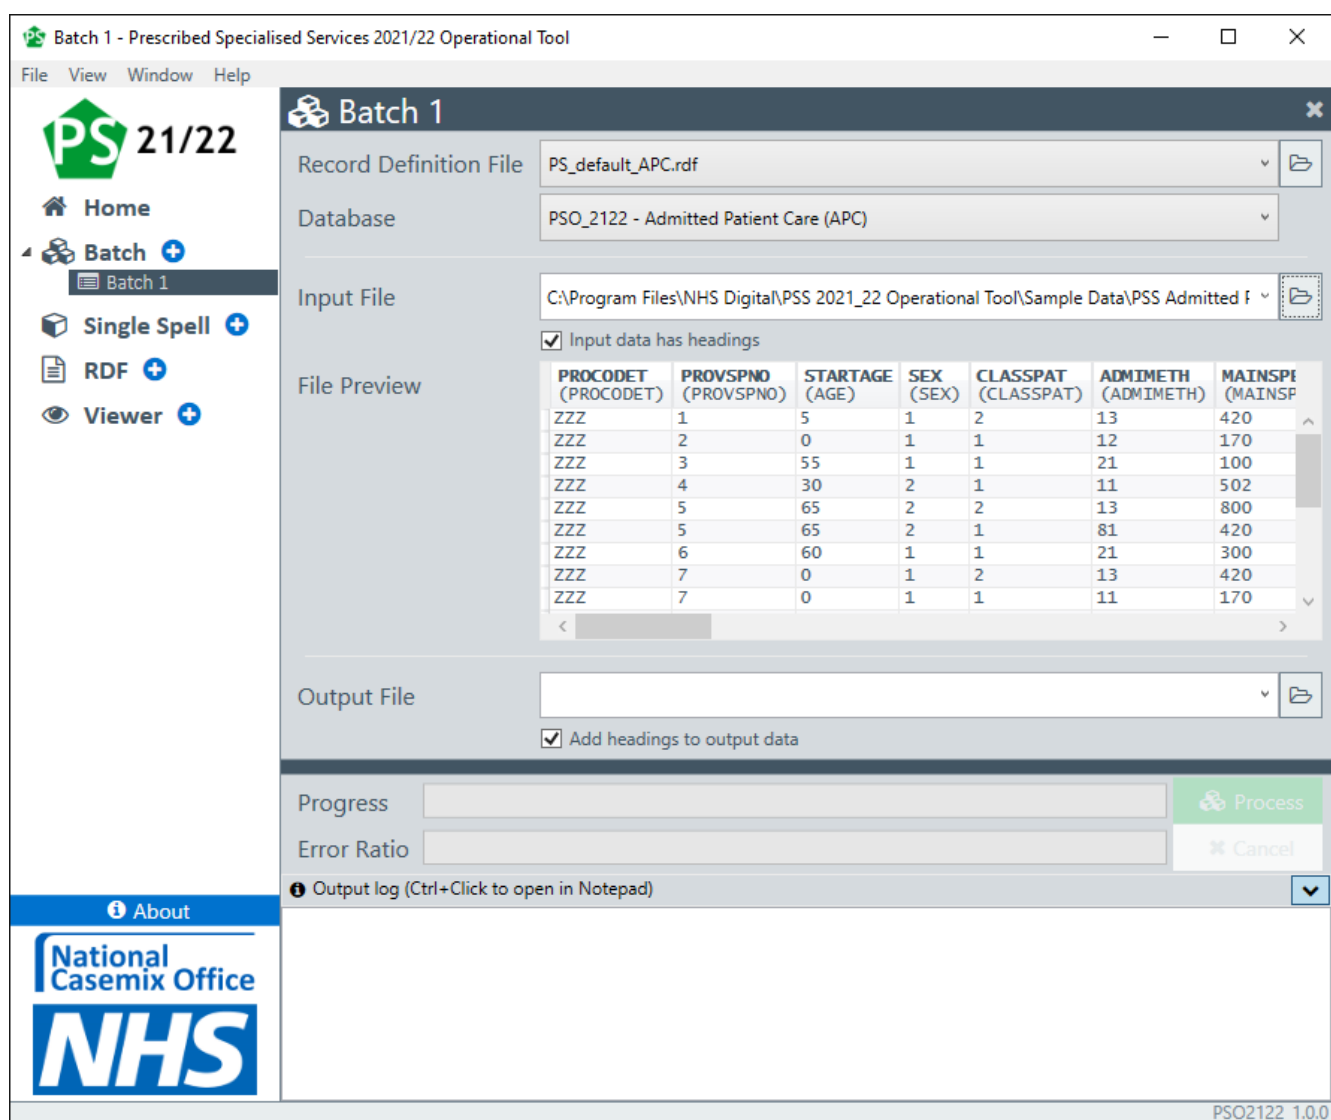 PS Batch 1 - Prescribed Specialised Services 2021/22 Operational Tool
File View Window Help
PS 21/22
Home
Batch
Batch 1
Single Spell
RDF
Viewer
Batch 1
Record Definition File PS_default_APC.rdf
Database PSO_2122 - Admitted Patient Care (APC)
Input File C:\Program Files\NHS Digital\PSS 2021_22 Operational Tool\Sample Data\PSS Admitted F
Input data has headings
File Preview
PROCODET PROVSPNO STARTAGE SEX CLASSPAT ADMIMETH MAINSPE
(PROCODET) (PROVSPNO) (AGE) (SEX) (CLASSPAT) (ADMIMETH) (MAINSP
ZZZ 1 5 1 2 13 420
ZZZ 2 0 1 1 12 170
ZZZ 3 55 1 1 21 100
ZZZ 4 30 2 1 11 502
ZZZ 5 65 2 2 13 800
ZZZ 5 65 2 1 81 420
ZZZ 6 60 1 1 21 300
ZZZ 7 0 1 2 13 420
ZZZ 7 0 1 1 11 170
Output File
Add headings to output data
Progress Process
Error Ratio Cancel
Output log (Ctrl+Click to open in Notepad)
About
National
Casemix Office
NHS
PSO2122 1.0.0